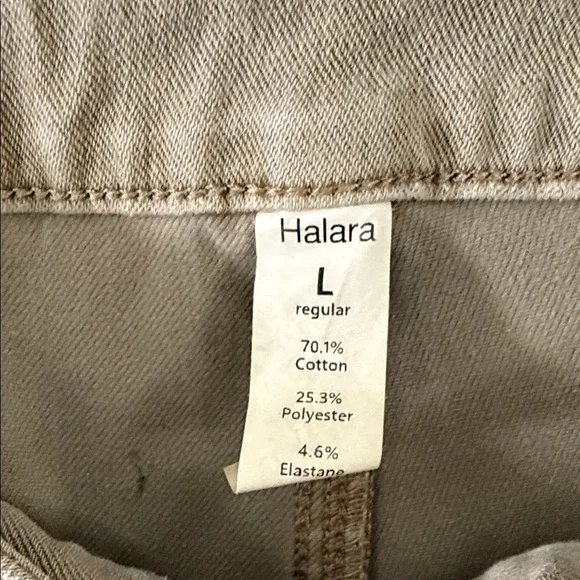 Halara
L
regular
70.1%
Cotton
25.3%
Polyester
4.6%
Elastane